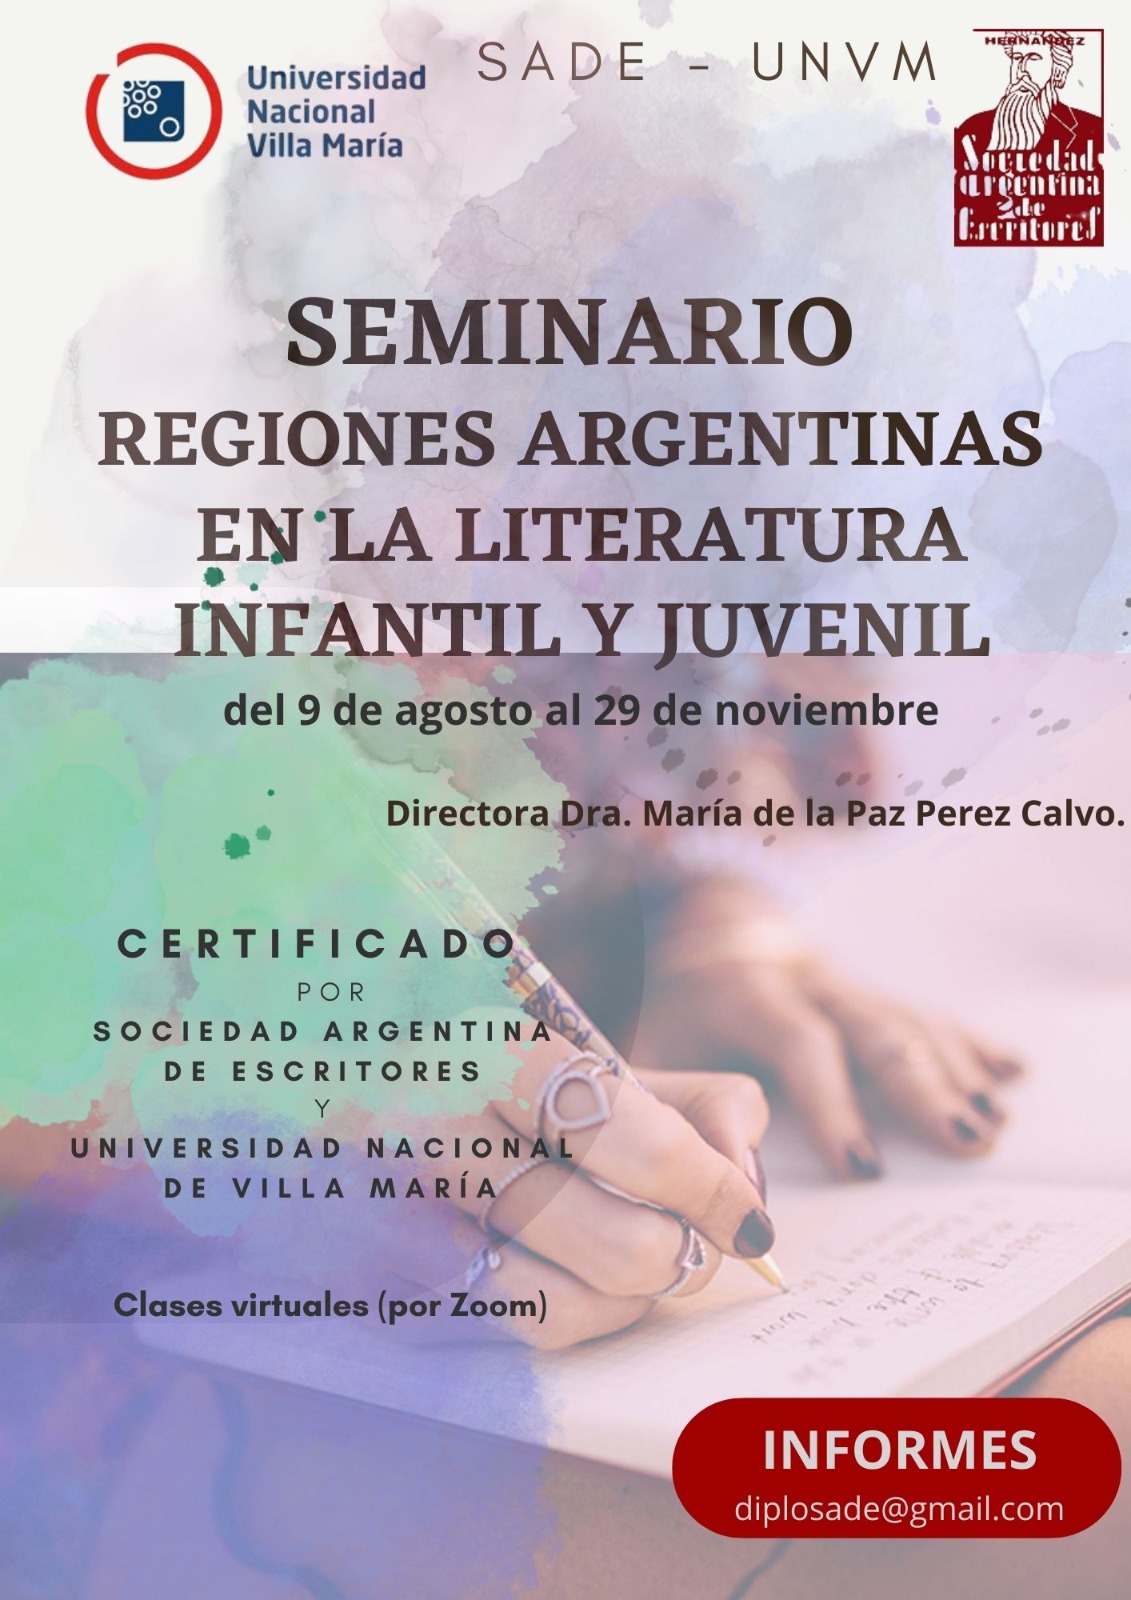 Universidad
Nacional
Villa María
SADE - UNVM
HERNANDEZ
Sociedad
argentina
de
Escritores
SEMINARIO
REGIONES ARGENTINAS
EN LA LITERATURA
INFANTIL Y JUVENIL
del 9 de agosto al 29 de noviembre
Directora Dra. María de la Paz Perez Calvo.
CERTIFICADO
POR
SOCIEDAD ARGENTINA
DE ESCRITORES
Y
UNIVERSIDAD NACIONAL
DE VILLA MARÍA
Clases virtuales (por Zoom)
INFORMES
diplosade@gmail.com